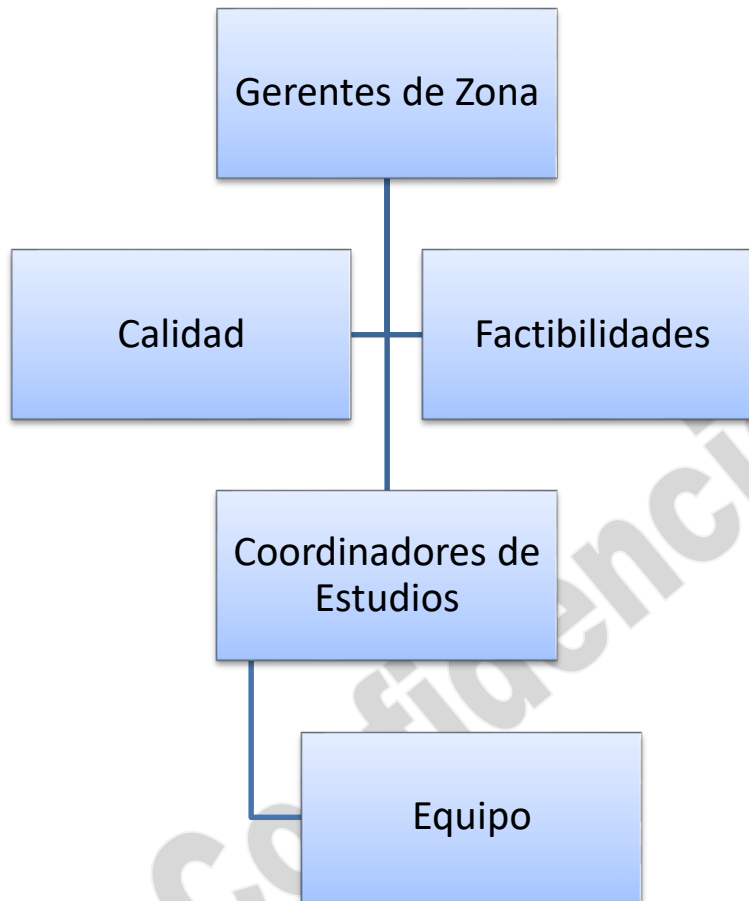 Gerentes de Zona
Calidad
Factibilidades
Coordinadores de
Estudios
Equipo